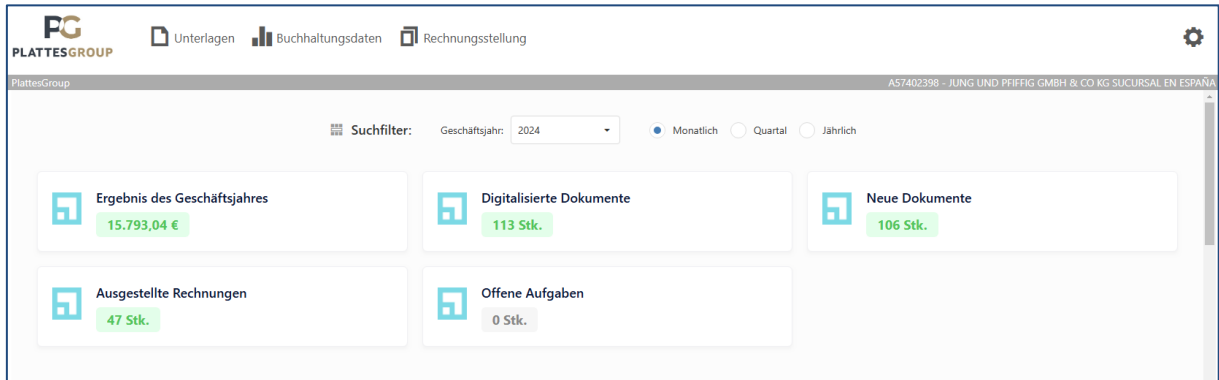 PG
PLATTESGROUP
Unterlagen
Buchhaltungsdaten
Rechnungsstellung
PlattesGroup
A57402398 - JUNG UND PFIFFIG GMBH & CO KG SUCURSAL EN ESPAÑA
Suchfilter:
Geschäftsjahr:
2024
Monatlich
Quartal
Jährlich
Ergebnis des Geschäftsjahres
15.793,04 €
Digitalisierte Dokumente
113 Stk.
Neue Dokumente
106 Stk.
Ausgestellte Rechnungen
47 Stk.
Offene Aufgaben
0 Stk.